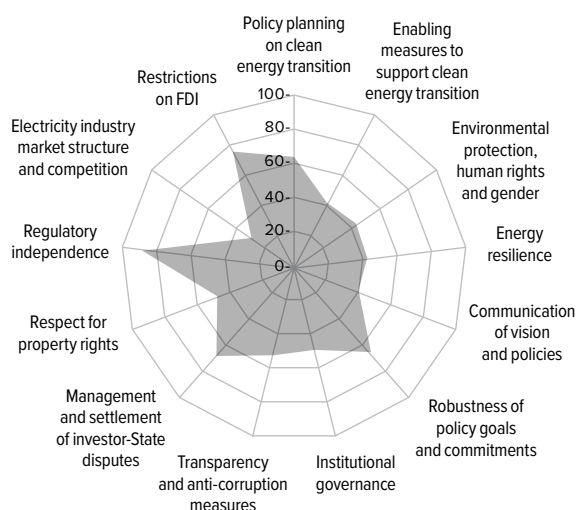 Policy planning
on clean
energy transition
Enabling
measures to
support clean
energy transition
Environmental
protection,
human rights
and gender
Energy
resilience
Communication
of vision
and policies
Robustness of
policy goals
and commitments
Institutional
governance
Transparency
and anti-corruption
measures
Management
and settlement
of investor-State
disputes
Respect for
property rights
Regulatory
independence
Electricity industry
market structure
and competition
Restrictions
on FDI
100
80
60
40
20
0